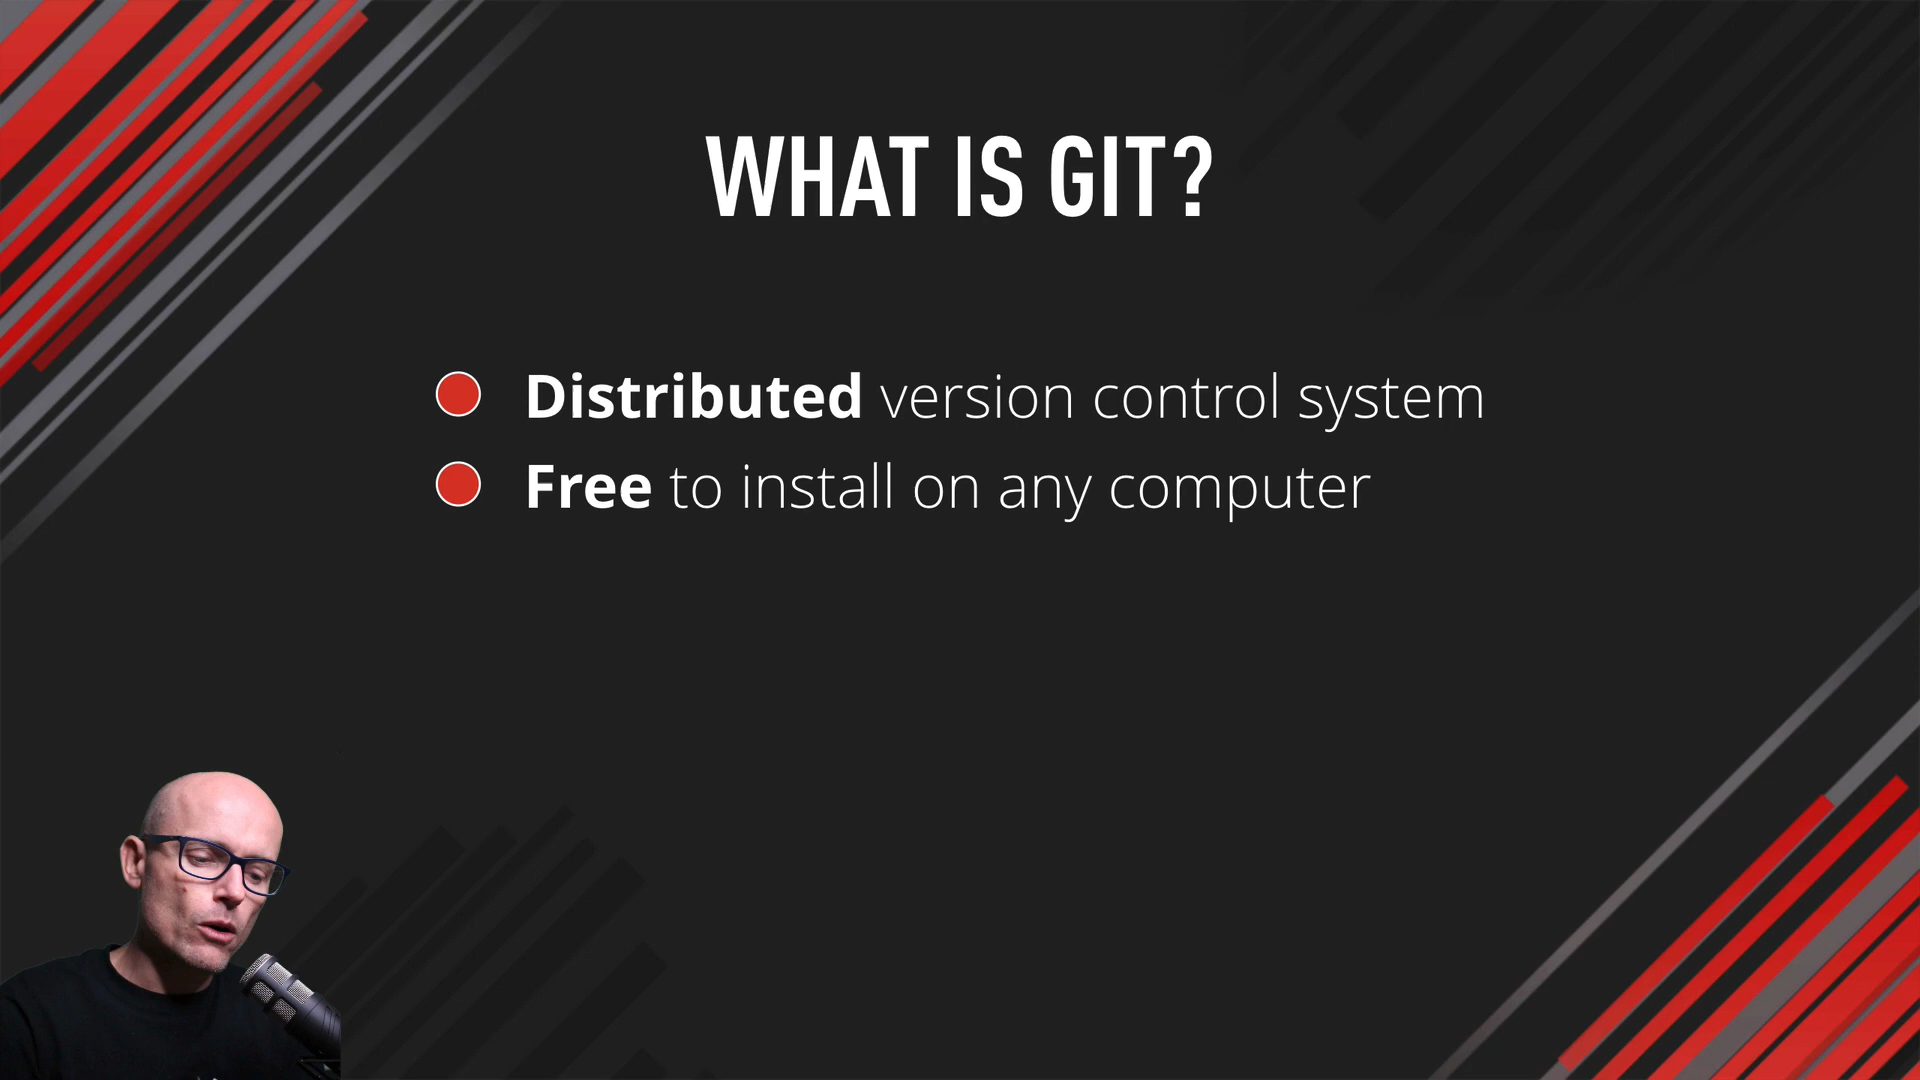 WHAT IS GIT?
Distributed version control system
Free to install on any computer